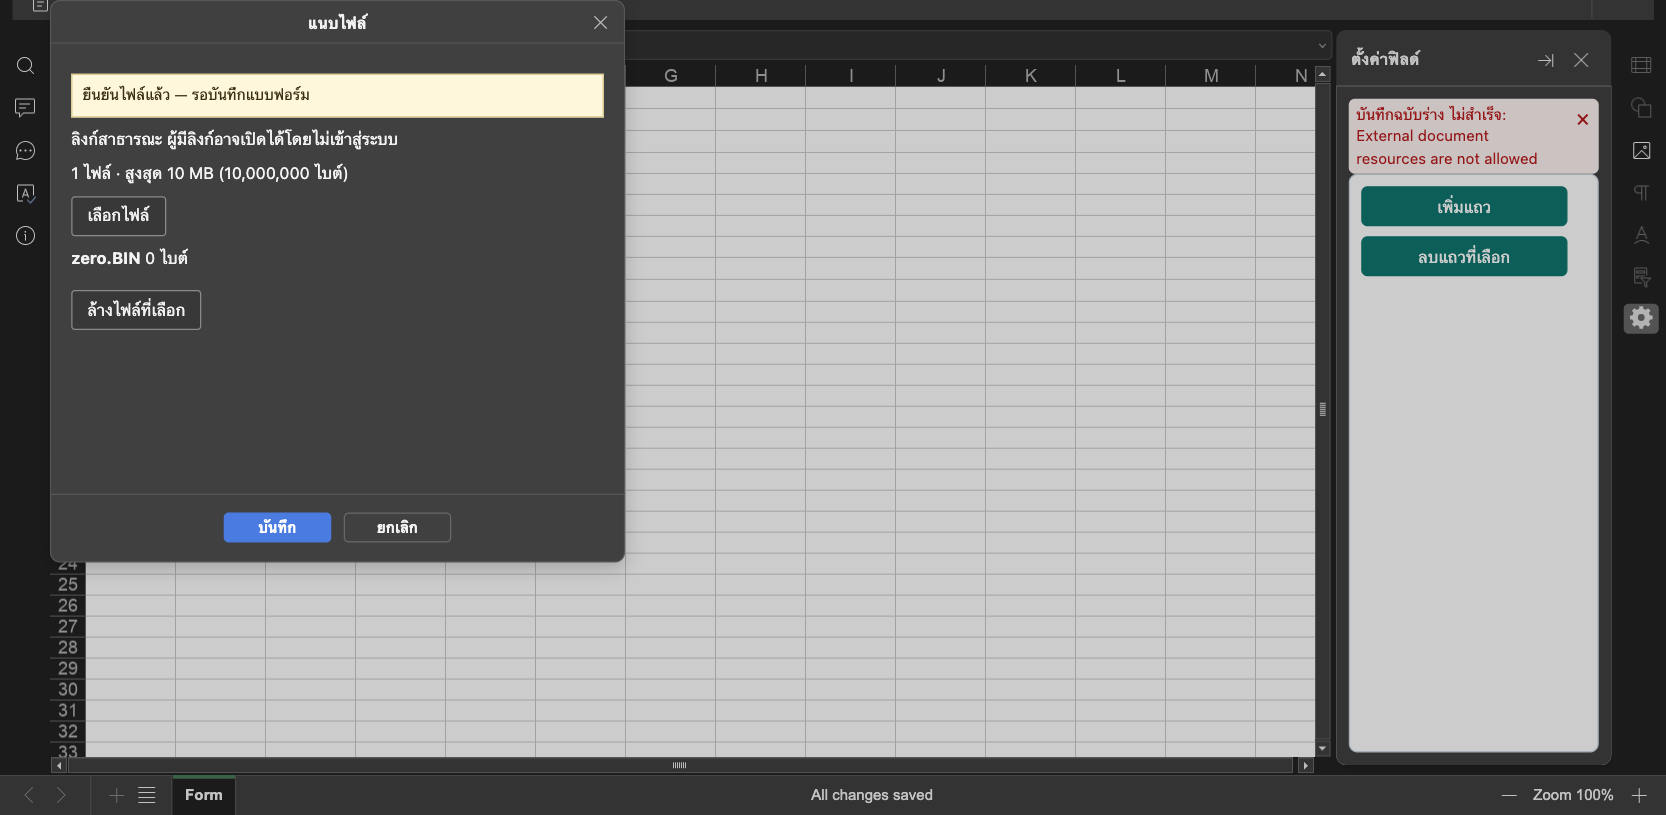 แนบไฟล์
ยืนยันไฟล์แล้ว — รอบันทึกแบบฟอร์ม
ลิงก์สาธารณะ ผู้มีลิงก์อาจเปิดได้โดยไม่เข้าสู่ระบบ
1 ไฟล์ · สูงสุด 10 MB (10,000,000 ไบต์)
เลือกไฟล์
zero.BIN 0 ไบต์
ล้างไฟล์ที่เลือก
บันทึก ยกเลิก
G H I J K L M N
24
25
26
27
28
29
30
31
32
33
ตั้งค่าฟิลด์
บันทึกฉบับร่าง ไม่สำเร็จ:
External document
resources are not allowed
เพิ่มแถว
ลบแถวที่เลือก
Form All changes saved Zoom 100%